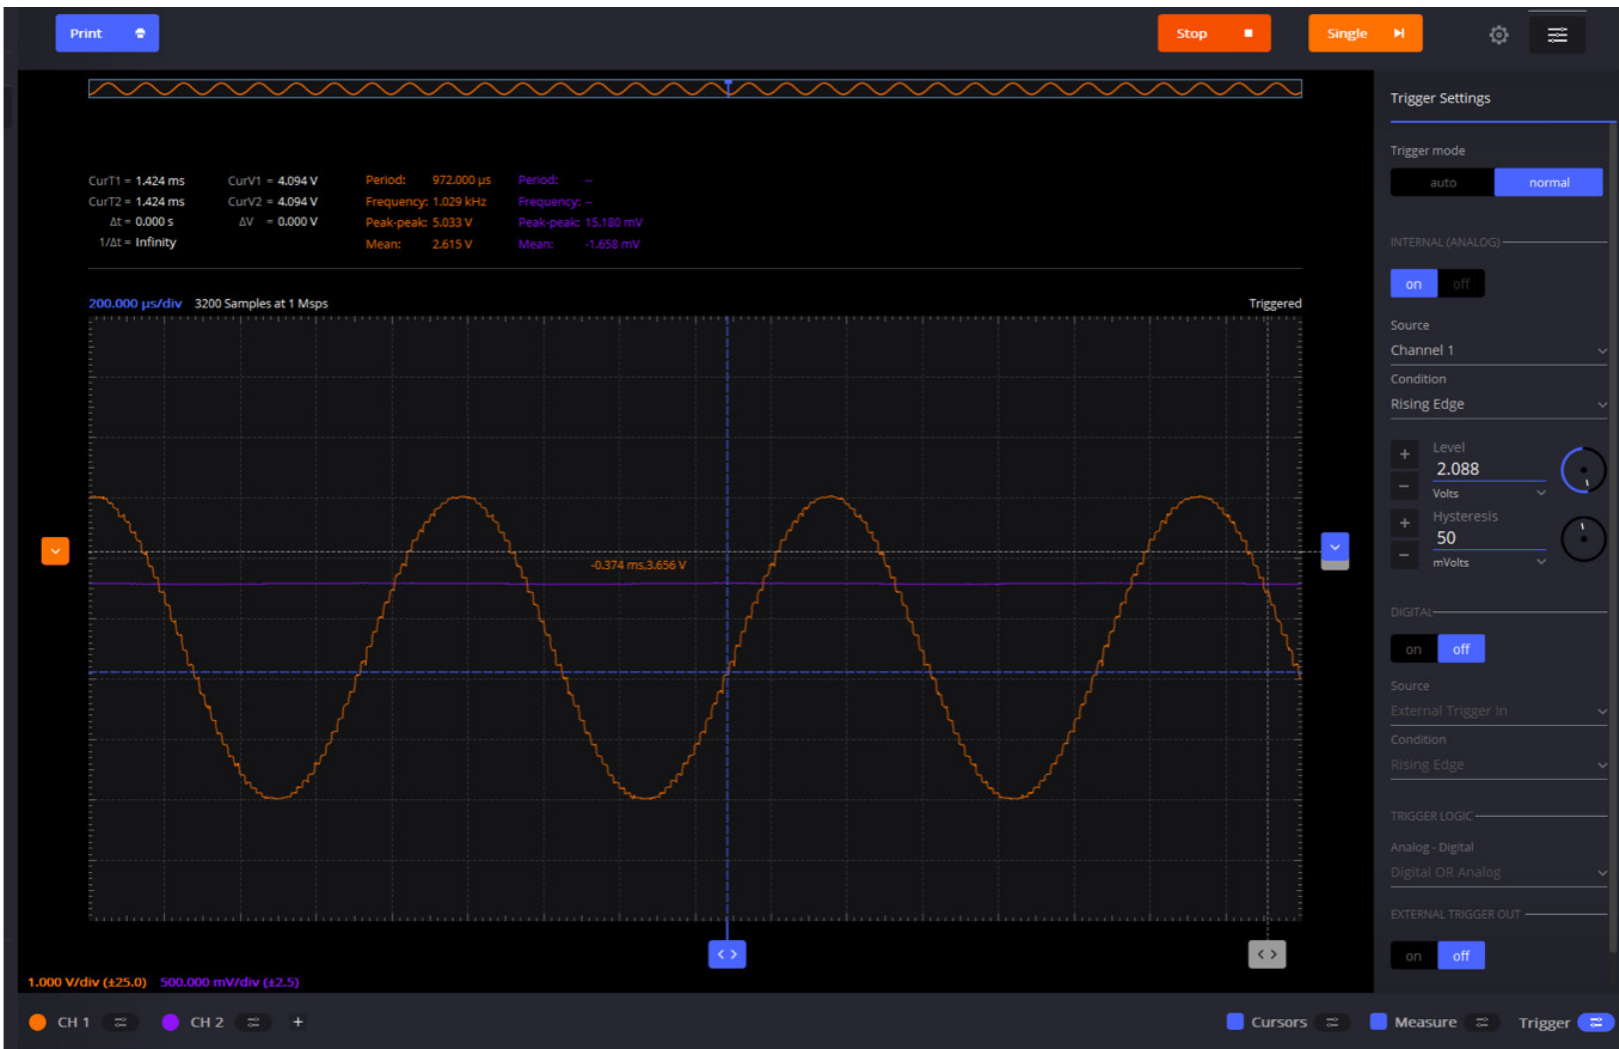 Print
Stop
Single
CurT1 = 1.424 ms
CurV1 = 4.094 V
Period: 972.000 µs
Period: --
CurT2 = 1.424 ms
CurV2 = 4.094 V
Frequency: 1.029 kHz
Frequency: --
Δt = 0.000 s
ΔV = 0.000 V
Peak-peak: 5.033 V
Peak-peak: 15.180 mV
1/Δt = Infinity
Mean: 2.615 V
Mean: -1.658 mV
200.000 µs/div 3200 Samples at 1 Msps
Triggered
-0.374 ms,3.656 V
1.000 V/div (±25.0) 500.000 mV/div (±2.5)
Trigger Settings
Trigger mode
auto normal
INTERNAL (ANALOG)
on off
Source
Channel 1
Condition
Rising Edge
+ Level
2.088
- Volts
+ Hysteresis
50
- mVolts
DIGITAL
on off
Source
External Trigger In
Condition
Rising Edge
TRIGGER LOGIC
Analog - Digital
Digital OR Analog
EXTERNAL TRIGGER OUT
on off
CH 1 CH 2 +
Cursors Measure Trigger